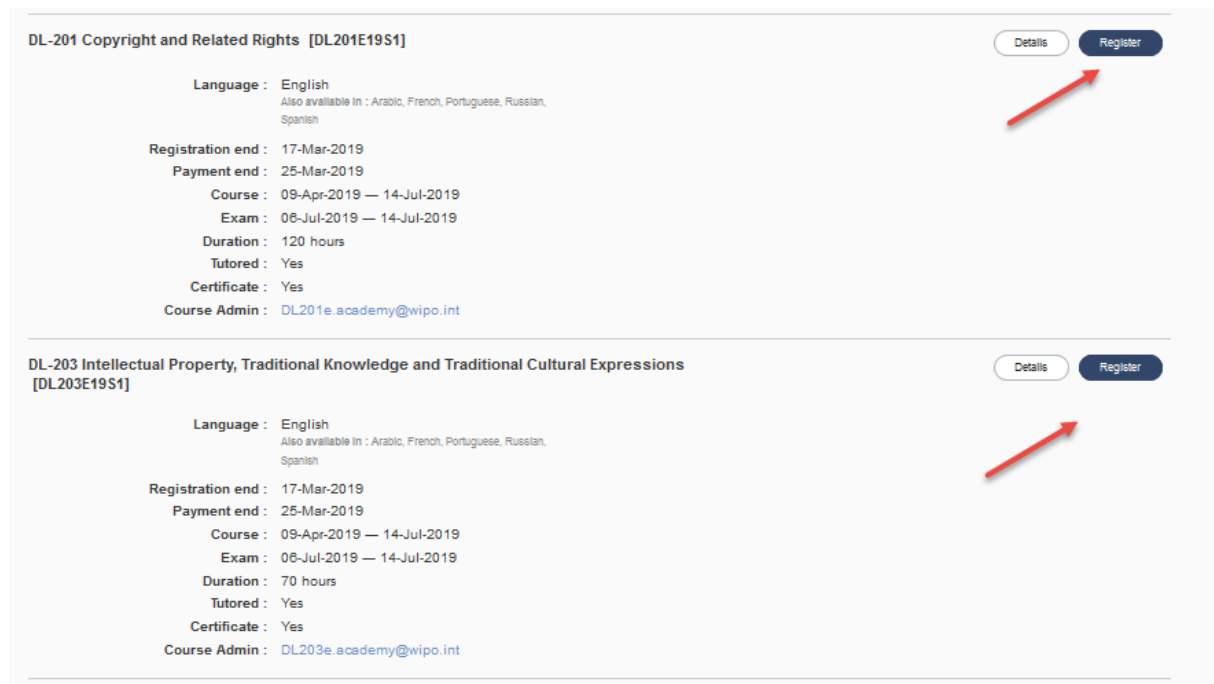 DL-201 Copyright and Related Rights [DL201E19S1]
Details
Register
Language : English
Also available in : Arabic, French, Portuguese, Russian,
Spanish
Registration end : 17-Mar-2019
Payment end : 25-Mar-2019
Course : 09-Apr-2019 — 14-Jul-2019
Exam : 06-Jul-2019 — 14-Jul-2019
Duration : 120 hours
Tutored : Yes
Certificate : Yes
Course Admin : DL201e.academy@wipo.int
DL-203 Intellectual Property, Traditional Knowledge and Traditional Cultural Expressions
[DL203E19S1]
Details
Register
Language : English
Also available in : Arabic, French, Portuguese, Russian,
Spanish
Registration end : 17-Mar-2019
Payment end : 25-Mar-2019
Course : 09-Apr-2019 — 14-Jul-2019
Exam : 06-Jul-2019 — 14-Jul-2019
Duration : 70 hours
Tutored : Yes
Certificate : Yes
Course Admin : DL203e.academy@wipo.int